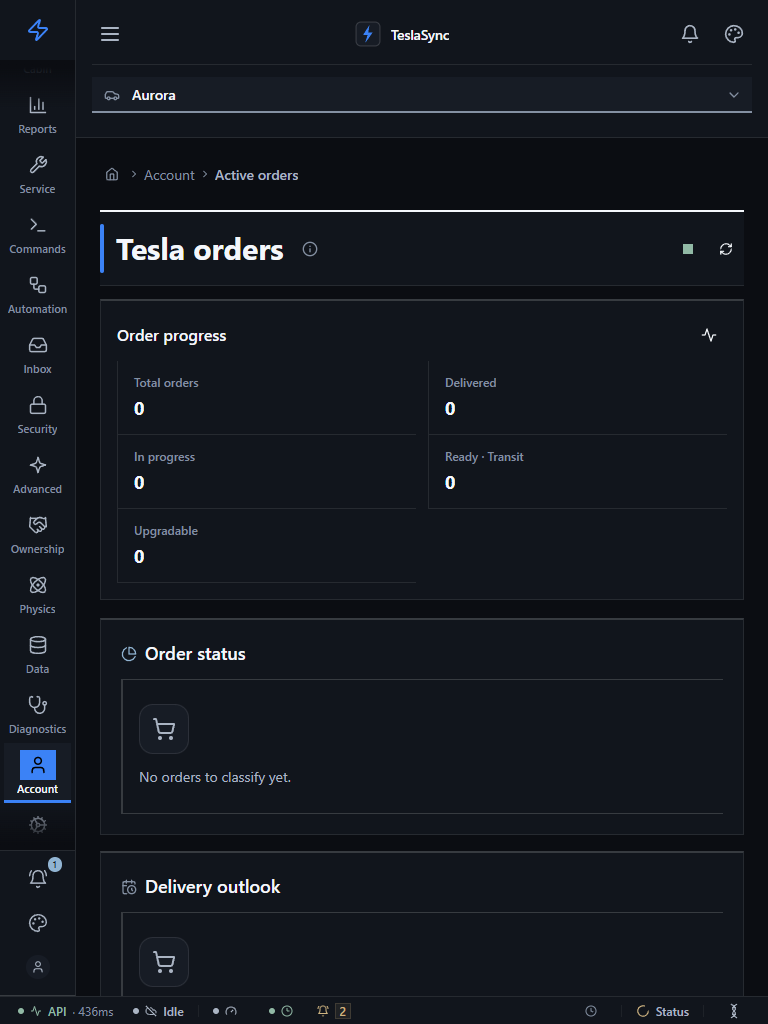 TeslaSync
Aurora
Account
Active orders
Tesla orders
Order progress
Total orders
0
Delivered
0
In progress
0
Ready · Transit
0
Upgradable
0
Order status
No orders to classify yet.
Delivery outlook
Reports
Service
Commands
Automation
Inbox
Security
Advanced
Ownership
Physics
Data
Diagnostics
Account
1
API · 436ms
Idle
2
Status